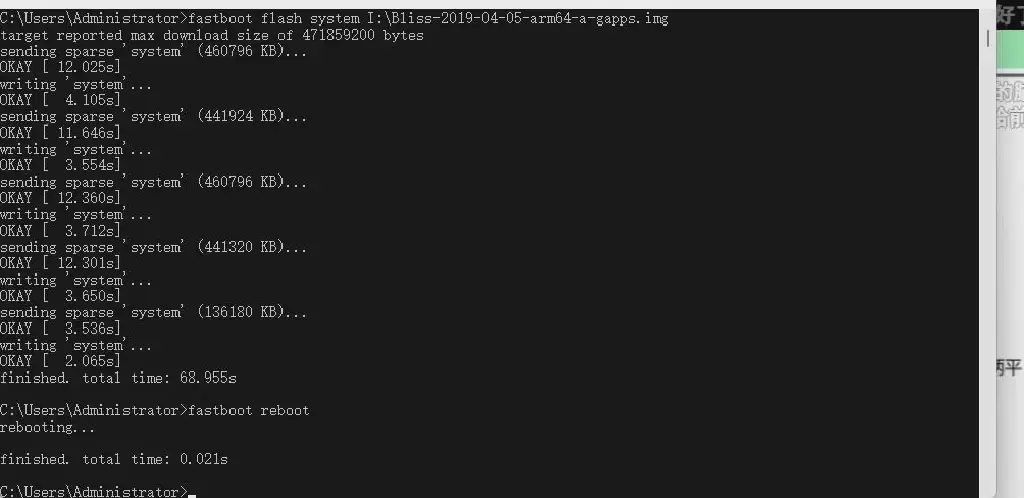 C:\Users\Administrator>fastboot flash system I:\Bliss-2019-04-05-arm64-a-gapps.img
target reported max download size of 471859200 bytes
sending sparse 'system' (460796 KB)...
OKAY [ 12.025s]
writing 'system'...
OKAY [  4.105s]
sending sparse 'system' (441924 KB)...
OKAY [ 11.646s]
writing 'system'...
OKAY [  3.554s]
sending sparse 'system' (460796 KB)...
OKAY [ 12.360s]
writing 'system'...
OKAY [  3.712s]
sending sparse 'system' (441320 KB)...
OKAY [ 12.301s]
writing 'system'...
OKAY [  3.650s]
sending sparse 'system' (136180 KB)...
OKAY [  3.536s]
writing 'system'...
OKAY [  2.065s]
finished. total time: 68.955s
C:\Users\Administrator>fastboot reboot
rebooting...
finished. total time: 0.021s
C:\Users\Administrator>